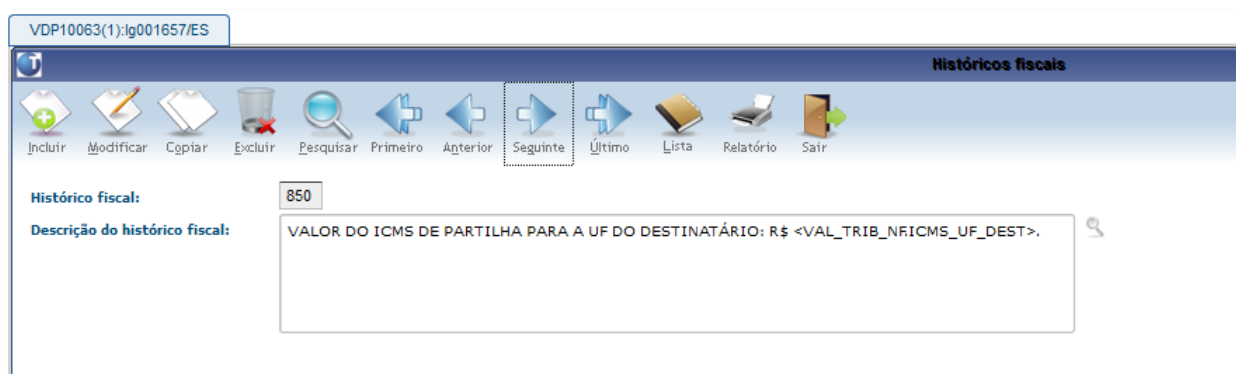 VDP10063(1):lg001657/ES
Históricos fiscais
Incluir Modificar Copiar Excluir Pesquisar Primeiro Anterior Seguinte Último Lista Relatório Sair
Histórico fiscal: 850
Descrição do histórico fiscal: VALOR DO ICMS DE PARTILHA PARA A UF DO DESTINATÁRIO: R$ <VAL_TRIB_NF.ICMS_UF_DEST>.